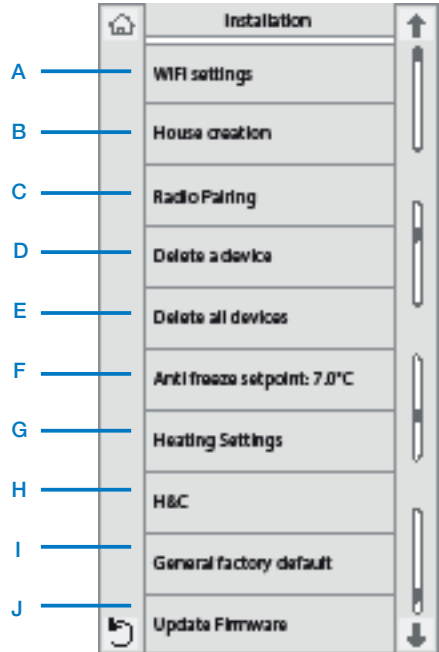 Installation
A WIFI settings
B House creation
C Radio Pairing
D Delete a device
E Delete all devices
F Anti freeze setpoint: 7.0°C
G Heating Settings
H H&C
I General factory default
J Update Firmware